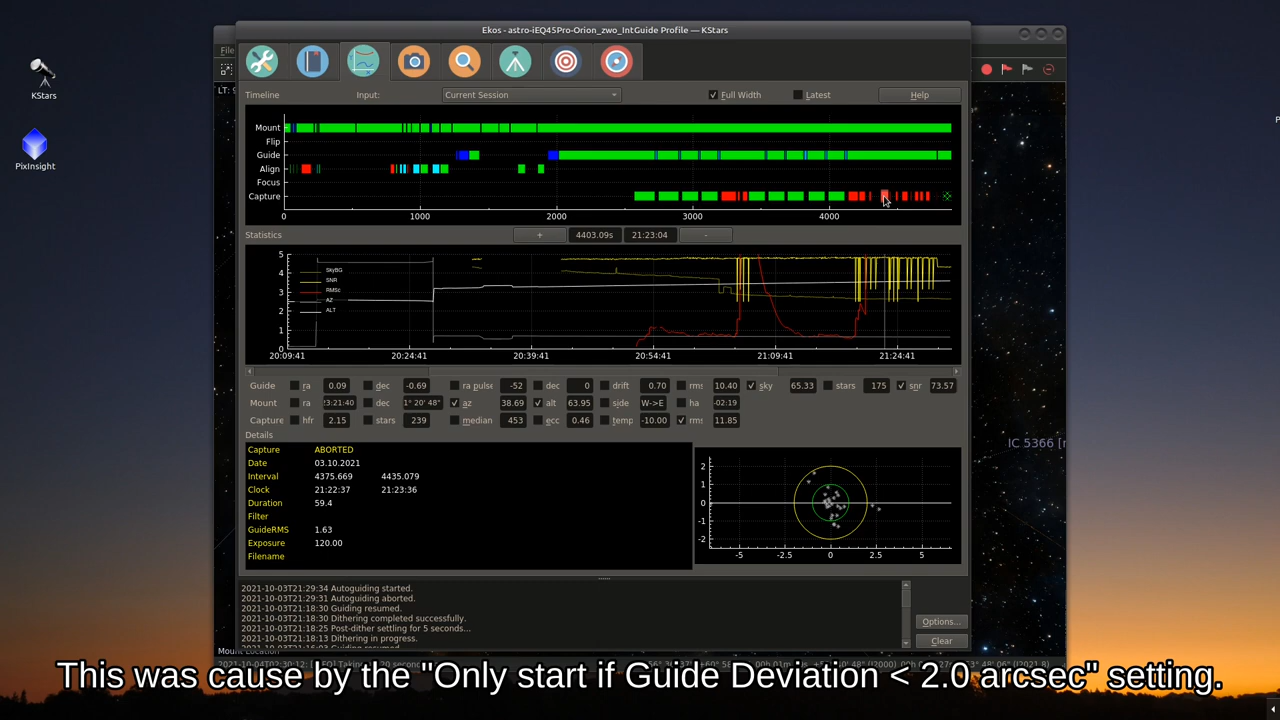 Ekos - astro-iEQ45Pro-Orion_zwo_IntGuide Profile — KStars
File
KStars
PixInsight
Timeline Input: Current Session Full Width Latest Help
LT: 9
Mount
Flip
Guide
Align
Focus
Capture
0 1000 2000 3000 4000
Statistics + 4403.09s 21:23:04 -
5
4
3
2
1
0
SkyBG
SNR
RMSc
AZ
ALT
20:09:41 20:24:41 20:39:41 20:54:41 21:09:41 21:24:41
Guide ra 0.09 dec -0.69 ra pulse -52 dec 0 drift 0.70 rms 10.40 sky 65.33 stars 175 snr 73.57
Mount ra 23:21:40 dec 1° 20' 48" az 38.69 alt 63.95 side W->E ha -02:19
Capture hfr 2.15 stars 239 median 453 ecc 0.46 temp -10.00 rms 11.85
Details
Capture ABORTED
Date 03.10.2021
Interval 4375.669 4435.079
Clock 21:22:37 21:23:36
Duration 59.4
Filter
GuideRMS 1.63
Exposure 120.00
Filename
2
1
0
-1
-2
-5 -2.5 0 2.5 5
IC 5366 [
2021-10-03T21:29:34 Autoguiding started.
2021-10-03T21:29:31 Autoguiding aborted.
2021-10-03T21:18:30 Guiding resumed.
2021-10-03T21:18:30 Dithering completed successfully.
2021-10-03T21:18:25 Post-dither settling for 5 seconds...
2021-10-03T21:18:13 Dithering in progress.
Options...
Clear
Mount Location
This was cause by the "Only start if Guide Deviation < 2.0 arcsec" setting.